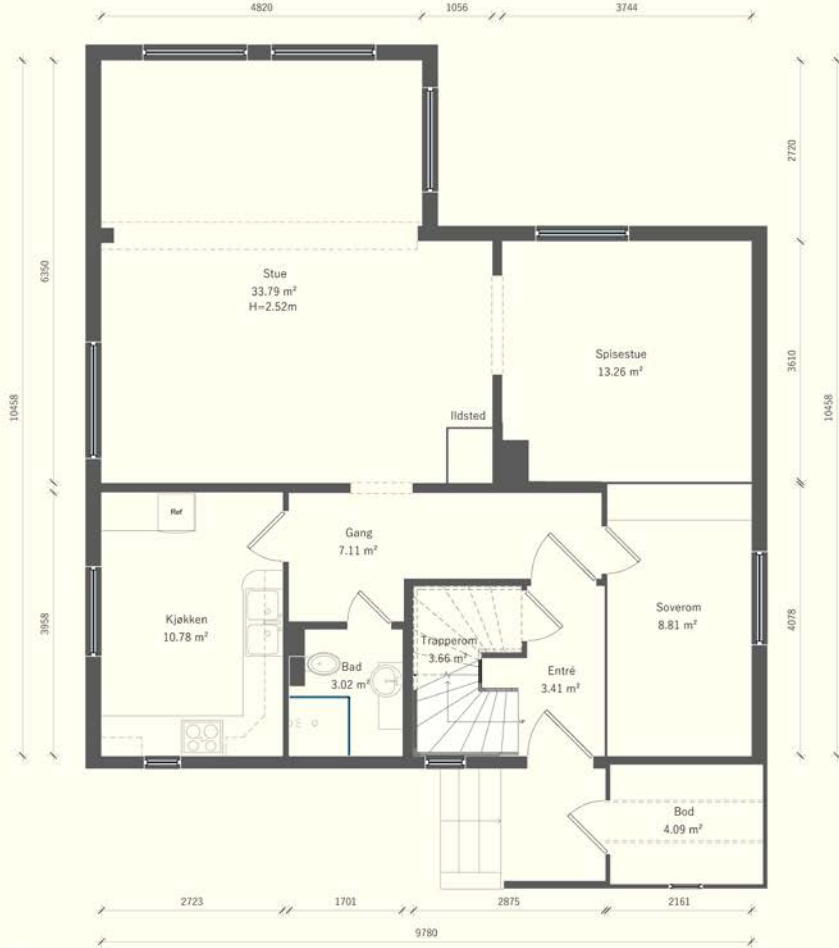 4820
1056
3744
2720
6350
Stue
33.79 m²
H=2.52m
Spisestue
13.26 m²
3610
10458
10458
Ildsted
Ref
Gang
7.11 m²
Kjøkken
10.78 m²
Soverom
8.81 m²
3958
4078
Trapperom
3.66 m²
Bad
3.02 m²
Entré
3.41 m²
Bod
4.09 m²
2723
1701
2875
2161
9780